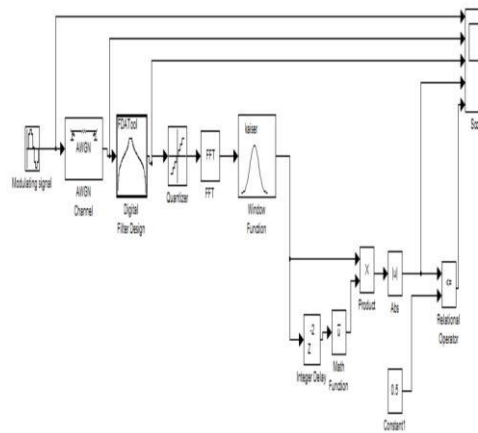 FDATool
AWGN
kaiser
FFT
Modulating signal
AWGN
Channel
Digital
Filter Design
Quantizer
FFT
Window
Function
X
|u|
Product
Abs
Relational
Operator
-2
Z
Integer Delay
Math
Function
0.5
Constant1